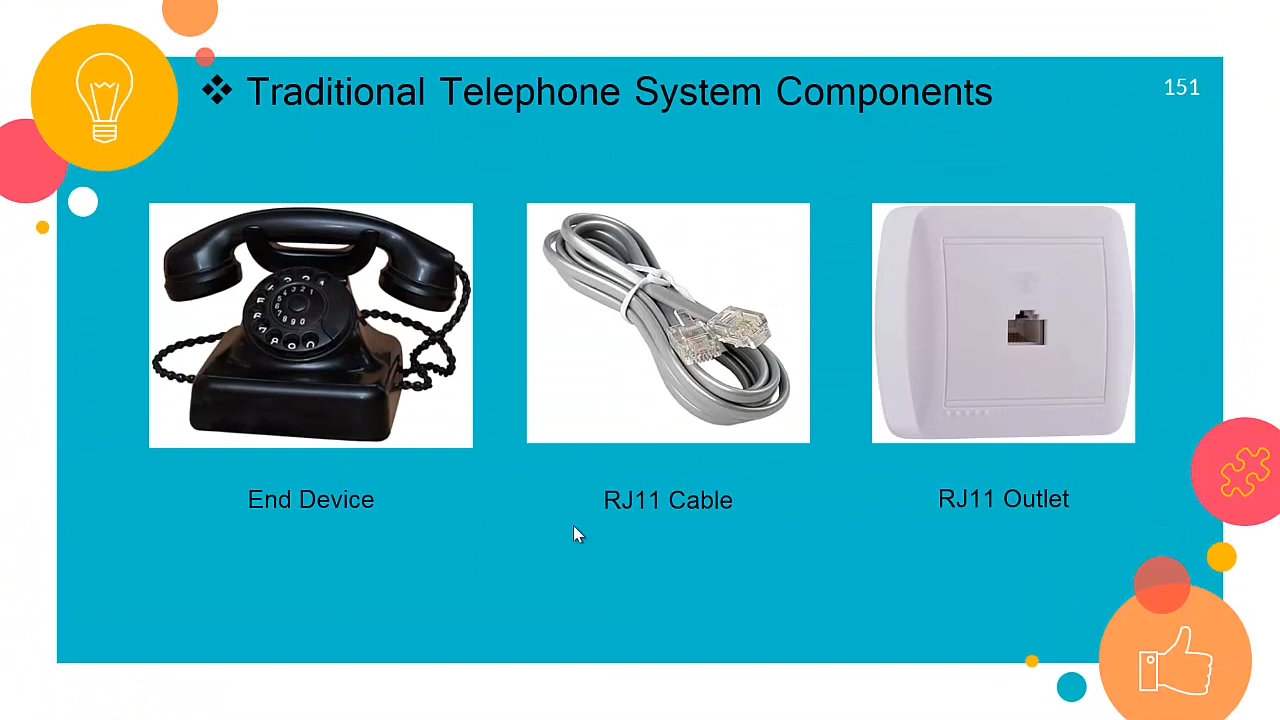 ❖ Traditional Telephone System Components
151
End Device
RJ11 Cable
RJ11 Outlet